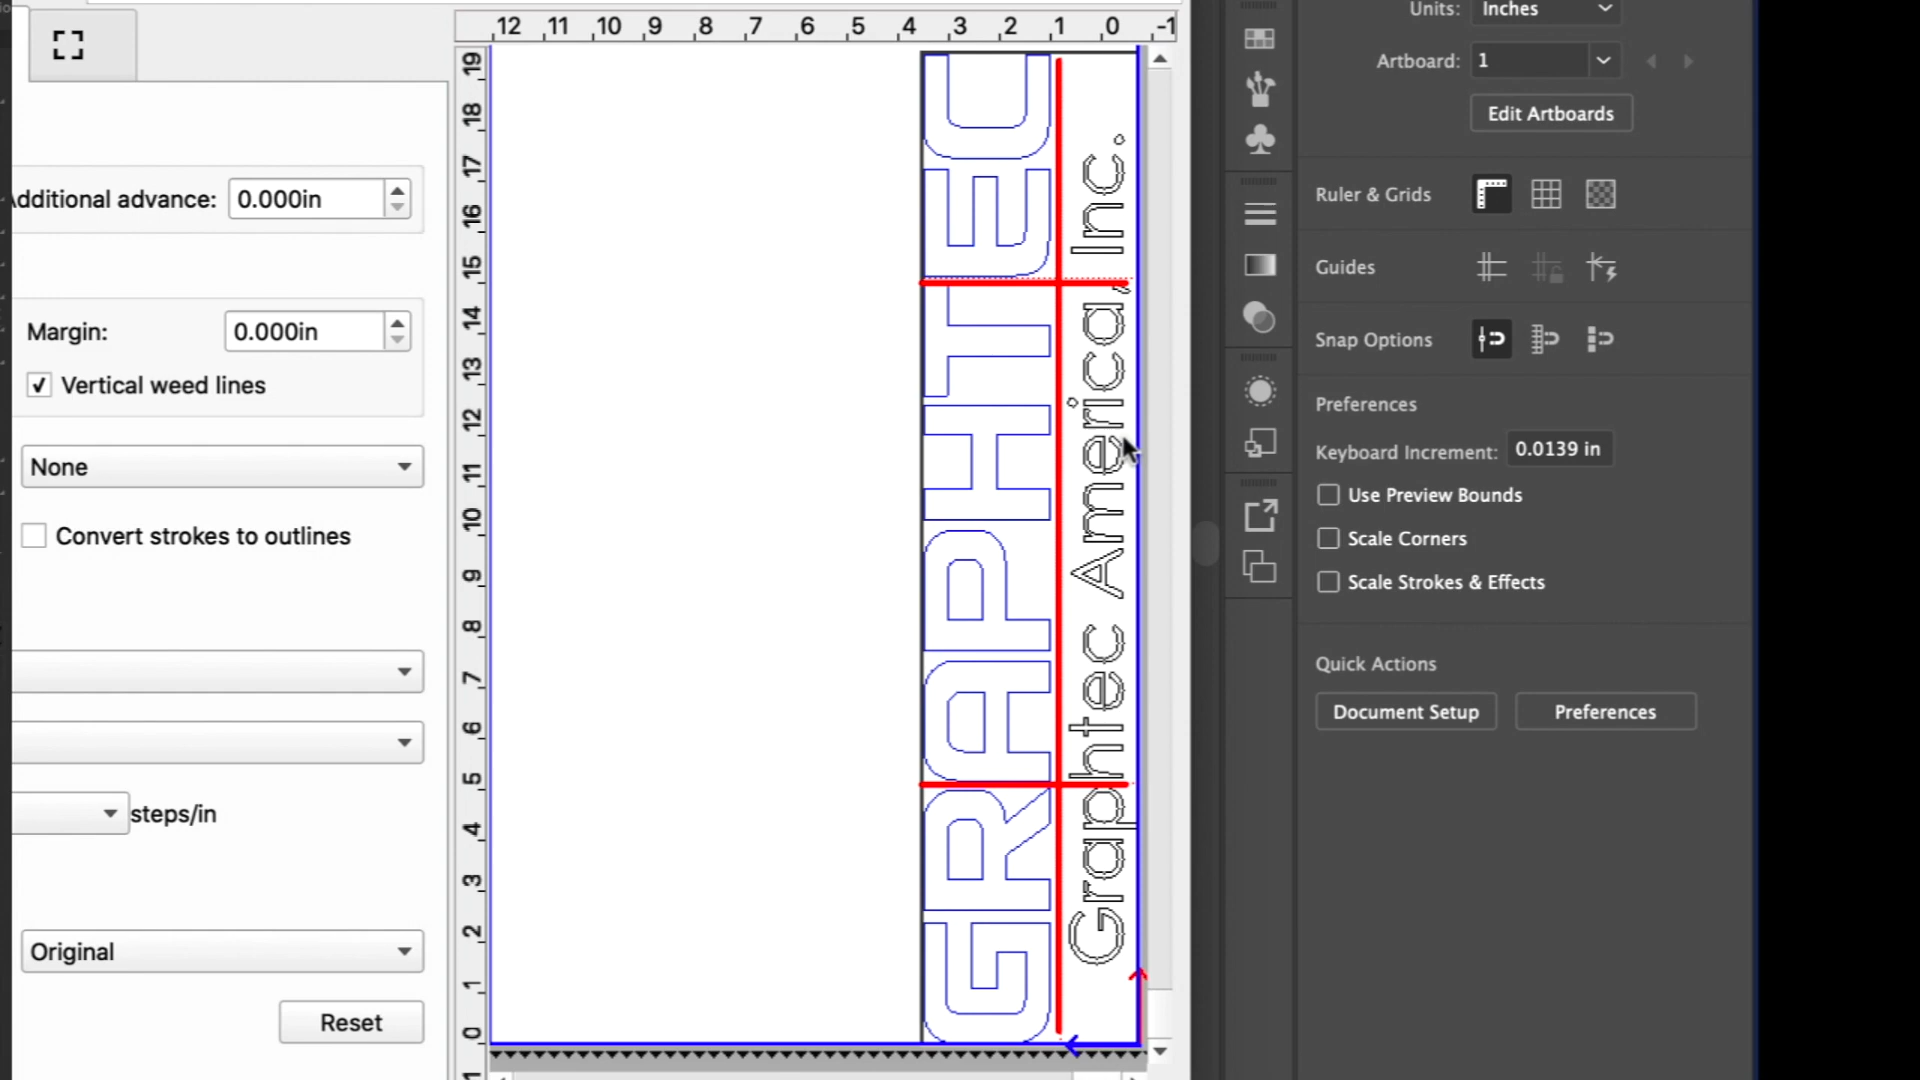 Additional advance: 0.000in
Margin: 0.000in
Vertical weed lines
None
Convert strokes to outlines
steps/in
Original
Reset
12 11 10 9 8 7 6 5 4 3 2 1 0 -1
19
18
17
16
15
14
13
12
11
10
9
8
7
6
5
4
3
2
1
0
GRAPHTEC
Graphtec America, Inc.
Units: Inches
Artboard: 1
Edit Artboards
Ruler & Grids
Guides
Snap Options
Preferences
Keyboard Increment: 0.0139 in
Use Preview Bounds
Scale Corners
Scale Strokes & Effects
Quick Actions
Document Setup
Preferences